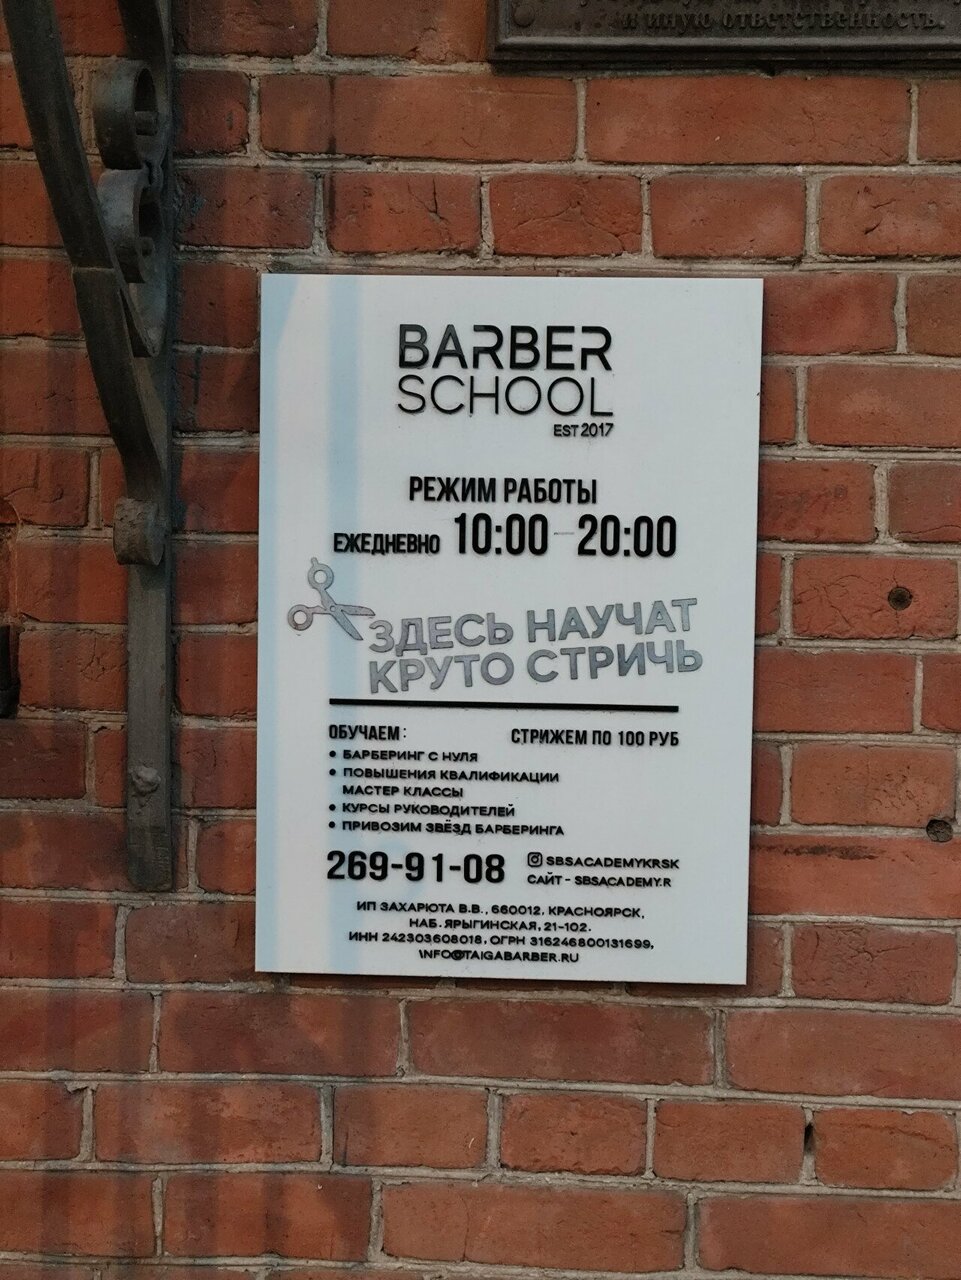 и иную ответственность.
BARBER
SCHOOL
EST 2017
РЕЖИМ РАБОТЫ
ЕЖЕДНЕВНО 10:00 - 20:00
ЗДЕСЬ НАУЧАТ
КРУТО СТРИЧЬ
ОБУЧАЕМ: СТРИЖЕМ ПО 100 РУБ
• БАРБЕРИНГ С НУЛЯ
• ПОВЫШЕНИЯ КВАЛИФИКАЦИИ
МАСТЕР КЛАССЫ
• КУРСЫ РУКОВОДИТЕЛЕЙ
• ПРИВОЗИМ ЗВЁЗД БАРБЕРИНГА
269-91-08 SBSACADEMYKRSK
САЙТ - SBSACADEMY.R
ИП ЗАХАРЮТА В.В., 660012, КРАСНОЯРСК,
НАБ. ЯРЫГИНСКАЯ, 21-102.
ИНН 242303608018, ОГРН 316246800131699,
INFO@TAIGABARBER.RU